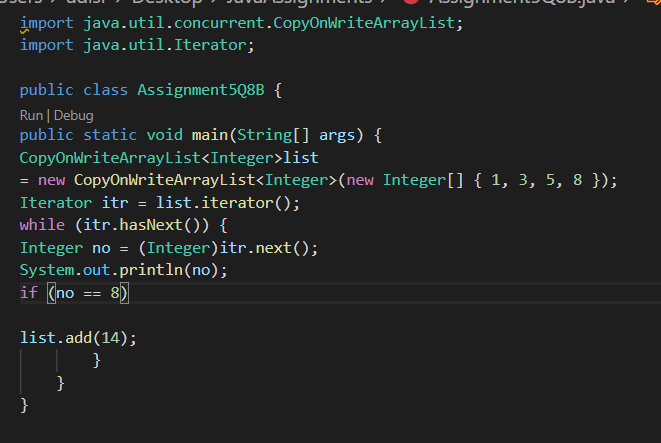 Desktop
import java.util.concurrent.CopyOnWriteArrayList;
import java.util.Iterator;
public class Assignment5Q8B {
Run | Debug
public static void main(String[] args) {
CopyOnWriteArrayList<Integer>list
= new CopyOnWriteArrayList<Integer>(new Integer[] { 1, 3, 5, 8 });
Iterator itr = list.iterator();
while (itr.hasNext()) {
Integer no = (Integer)itr.next();
System.out.println(no);
if (no == 8)
list.add(14);
}
}
}